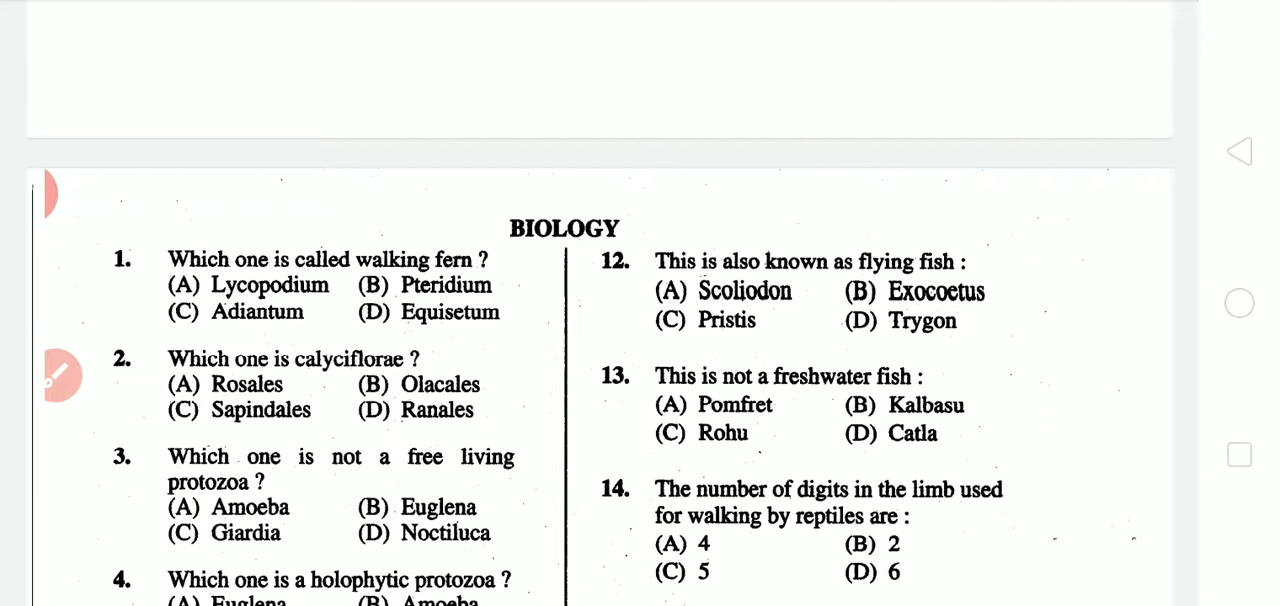 BIOLOGY
1. Which one is called walking fern ?
(A) Lycopodium (B) Pteridium
(C) Adiantum (D) Equisetum
2. Which one is calyciflorae ?
(A) Rosales (B) Olacales
(C) Sapindales (D) Ranales
3. Which one is not a free living
protozoa ?
(A) Amoeba (B) Euglena
(C) Giardia (D) Noctiluca
4. Which one is a holophytic protozoa ?
(A) Euglena (B) Amoeba
12. This is also known as flying fish :
(A) Scoliodon (B) Exocoetus
(C) Pristis (D) Trygon
13. This is not a freshwater fish :
(A) Pomfret (B) Kalbasu
(C) Rohu (D) Catla
14. The number of digits in the limb used
for walking by reptiles are :
(A) 4 (B) 2
(C) 5 (D) 6